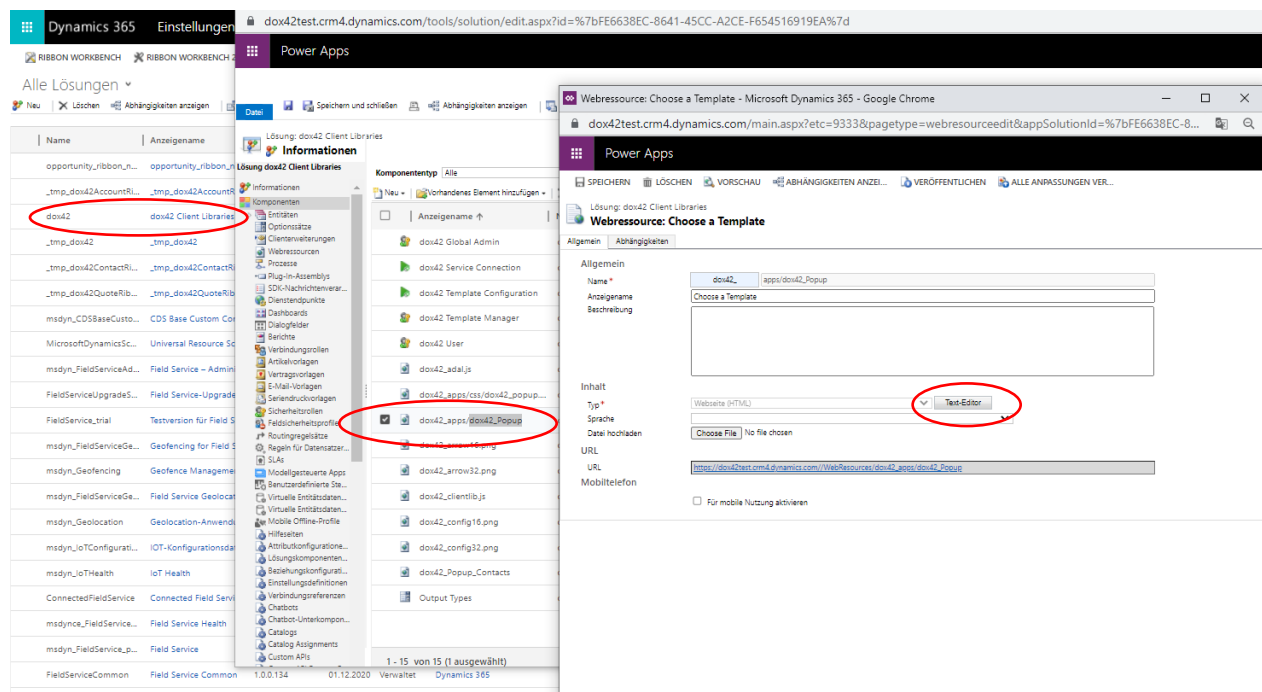 Dynamics 365 Einstellungen
RIBBON WORKBENCH RIBBON WORKBENCH 2
Alle Lösungen
Neu Löschen Abhängigkeiten anzeigen
Name Anzeigename
opportunity_ribbon_n... opportunity_ribbon_n
_tmp_dox42AccountRi... _tmp_dox42AccountR
dox42 dox42 Client Libraries
_tmp_dox42 _tmp_dox42
_tmp_dox42ContactRi... _tmp_dox42ContactRi
_tmp_dox42QuoteRib... _tmp_dox42QuoteRib
msdyn_CDSBaseCusto... CDS Base Custom Con
MicrosoftDynamicsSc... Universal Resource Sc
msdyn_FieldServiceAd... Field Service – Admini
FieldServiceUpgradeS... Field Service-Upgrade
FieldService_trial Testversion für Field S
msdyn_FieldServiceGe... Geofencing for Field S
msdyn_Geofencing Geofence Managemen
msdyn_FieldServiceGe... Field Service Geolocat
msdyn_Geolocation Geolocation-Anwendu
msdyn_IoTConfigurati... IOT-Konfigurationsdat
msdyn_IoTHealth IoT Health
ConnectedFieldService Connected Field Servi
msdynce_FieldService... Field Service Health
msdyn_FieldService_p... Field Service
FieldServiceCommon Field Service Common 1.0.0.134 01.12.2020 Verwaltet Dynamics 365
dox42test.crm4.dynamics.com/tools/solution/edit.aspx?id=%7bFE6638EC-8641-45CC-A2CE-F654516919EA%7d
Power Apps
Datei Speichern und schließen Abhängigkeiten anzeigen
Lösung: dox42 Client Libraries
Informationen
Lösung dox42 Client Libraries
Informationen
Komponenten
Entitäten
Optionssätze
Clienterweiterungen
Webressourcen
Prozesse
Plug-In-Assemblys
SDK-Nachrichtenverar...
Dienstendpunkte
Dashboards
Dialogfelder
Berichte
Verbindungsrollen
Artikelvorlagen
Vertragsvorlagen
E-Mail-Vorlagen
Seriendruckvorlagen
Sicherheitsrollen
Feldsicherheitsprofile
Routingregelsätze
Regeln für Datensatzer...
SLAs
Modellgesteuerte Apps
Benutzerdefinierte Ste...
Virtuelle Entitätsdaten...
Virtuelle Entitätsdaten...
Mobile Offline-Profile
Hilfeseiten
Attributkonfiguratione...
Lösungskomponenten...
Beziehungskonfigurati...
Einstellungsdefinitionen
Verbindungsreferenzen
Chatbots
Chatbot-Unterkompon...
Catalogs
Catalog Assignments
Custom APIs
Komponententyp Alle
Neu Vorhandenes Element hinzufügen
Anzeigename
dox42 Global Admin
dox42 Service Connection
dox42 Template Configuration
dox42 Template Manager
dox42 User
dox42_adal.js
dox42_apps/css/dox42_popup....
dox42_apps/dox42_Popup
dox42_arrow16.png
dox42_arrow32.png
dox42_clientlib.js
dox42_config16.png
dox42_config32.png
dox42_Popup_Contacts
Output Types
1 - 15 von 15 (1 ausgewählt)
Webressource: Choose a Template - Microsoft Dynamics 365 - Google Chrome
dox42test.crm4.dynamics.com/main.aspx?etc=9333&pagetype=webresourceedit&appSolutionId=%7bFE6638EC-8...
Power Apps
SPEICHERN LÖSCHEN VORSCHAU ABHÄNGIGKEITEN ANZEI... VERÖFFENTLICHEN ALLE ANPASSUNGEN VER...
Lösung: dox42 Client Libraries
Webressource: Choose a Template
Allgemein Abhängigkeiten
Allgemein
Name * dox42_ apps/dox42_Popup
Anzeigename Choose a Template
Beschreibung
Inhalt
Typ * Webseite (HTML) Text-Editor
Sprache
Datei hochladen Choose File No file chosen
URL
URL https://dox42test.crm4.dynamics.com//WebResources/dox42_apps/dox42_Popup
Mobiltelefon
Für mobile Nutzung aktivieren